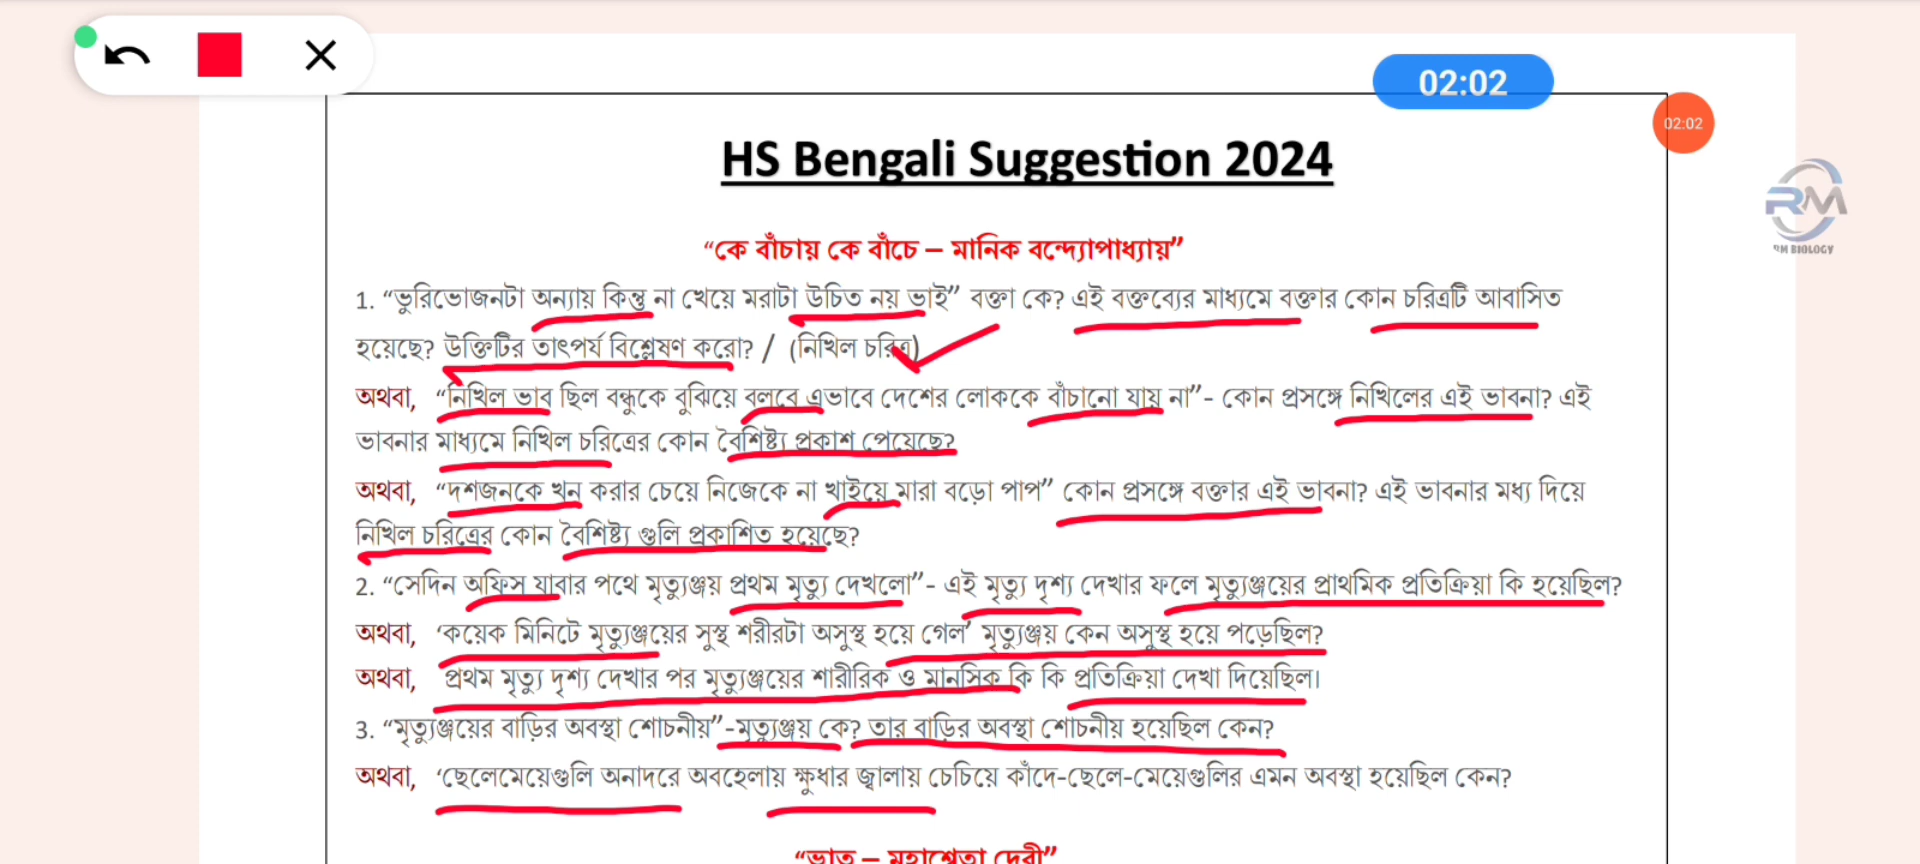 02:02
02:02
HS Bengali Suggestion 2024
RM
RM BIOLOGY
“কে বাঁচায় কে বাঁচে – মানিক বন্দ্যোপাধ্যায়”
1. “ভুরিভোজনটা অন্যায় কিন্তু না খেয়ে মরাটা উচিত নয় ভাই” বক্তা কে? এই বক্তব্যের মাধ্যমে বক্তার কোন চরিত্রটি আবাসিত
হয়েছে? উক্তিটির তাৎপর্য বিশ্লেষণ করো? / (নিখিল চরিত্র)
অথবা, “নিখিল ভাব ছিল বন্ধুকে বুঝিয়ে বলবে এভাবে দেশের লোককে বাঁচানো যায় না”- কোন প্রসঙ্গে নিখিলের এই ভাবনা? এই
ভাবনার মাধ্যমে নিখিল চরিত্রের কোন বৈশিষ্ট্য প্রকাশ পেয়েছে?
অথবা, “দশজনকে খুন করার চেয়ে নিজেকে না খাইয়ে মারা বড়ো পাপ” কোন প্রসঙ্গে বক্তার এই ভাবনা? এই ভাবনার মধ্য দিয়ে
নিখিল চরিত্রের কোন বৈশিষ্ট্য গুলি প্রকাশিত হয়েছে?
2. “সেদিন অফিস যাবার পথে মৃত্যুঞ্জয় প্রথম মৃত্যু দেখলো”- এই মৃত্যু দৃশ্য দেখার ফলে মৃত্যুঞ্জয়ের প্রাথমিক প্রতিক্রিয়া কি হয়েছিল?
অথবা, ‘কয়েক মিনিটে মৃত্যুঞ্জয়ের সুস্থ শরীরটা অসুস্থ হয়ে গেল’ মৃত্যুঞ্জয় কেন অসুস্থ হয়ে পড়েছিল?
অথবা, প্রথম মৃত্যু দৃশ্য দেখার পর মৃত্যুঞ্জয়ের শারীরিক ও মানসিক কি কি প্রতিক্রিয়া দেখা দিয়েছিল।
3. “মৃত্যুঞ্জয়ের বাড়ির অবস্থা শোচনীয়”-মৃত্যুঞ্জয় কে? তার বাড়ির অবস্থা শোচনীয় হয়েছিল কেন?
অথবা, ‘ছেলেমেয়েগুলি অনাদরে অবহেলায় ক্ষুধার জ্বালায় চেচিয়ে কাঁদে-ছেলে-মেয়েগুলির এমন অবস্থা হয়েছিল কেন?
“ভাত – মহাশ্বেতা দেবী”